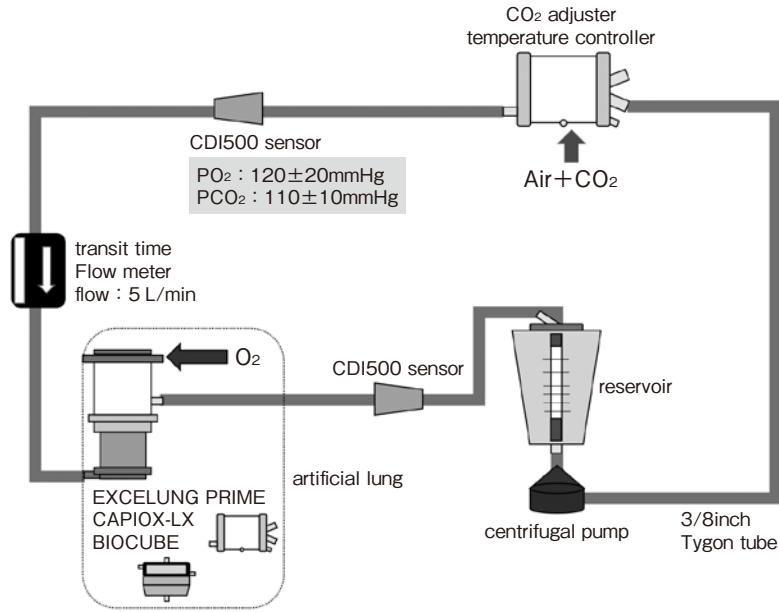 CO₂ adjuster
temperature controller
CDI500 sensor
PO₂：120±20mmHg
PCO₂：110±10mmHg
Air＋CO₂
transit time
Flow meter
flow：5 L/min
O₂
CDI500 sensor
reservoir
artificial lung
EXCELUNG PRIME
CAPIOX-LX
BIOCUBE
centrifugal pump
3/8inch
Tygon tube